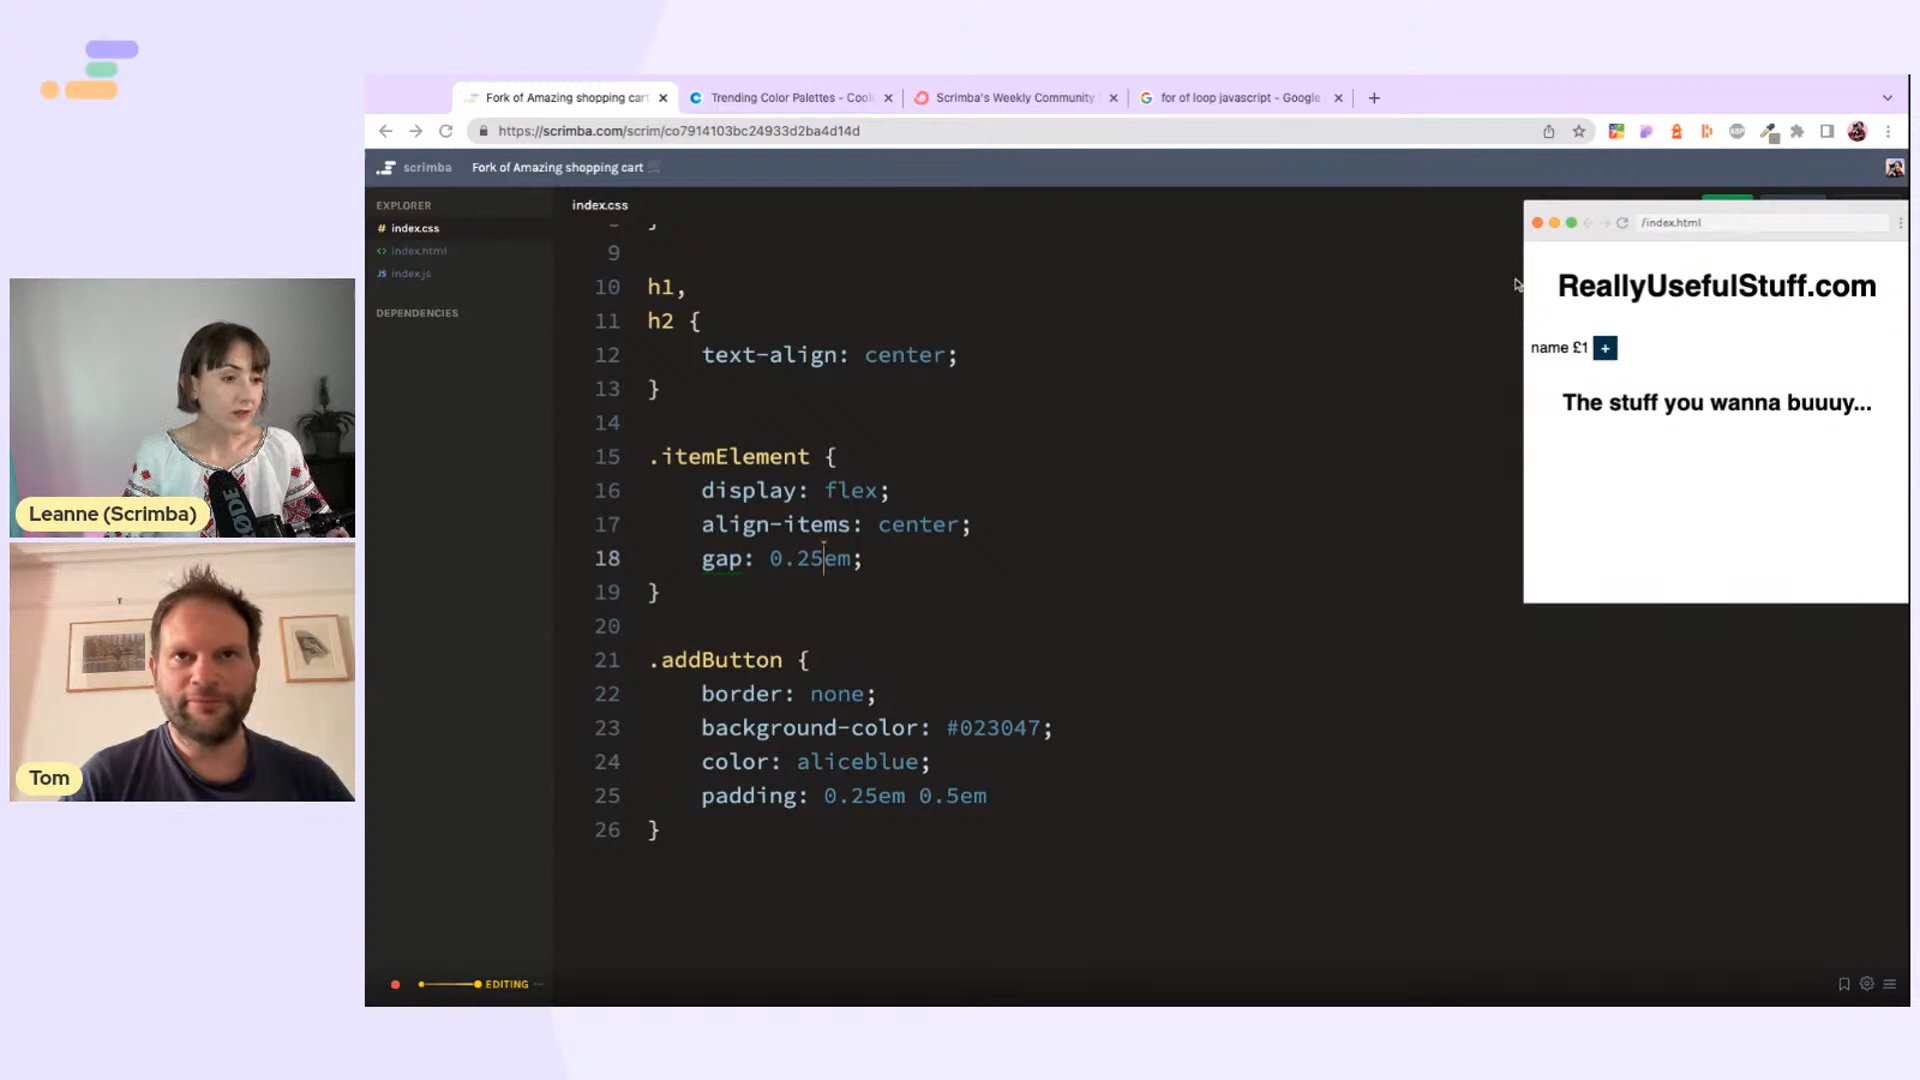 Fork of Amazing shopping cart
Trending Color Palettes - Cool
Scrimba's Weekly Community
for of loop javascript - Google
https://scrimba.com/scrim/co7914103bc24933d2ba4d14d
scrimba
Fork of Amazing shopping cart
EXPLORER
# index.css
<> index.html
JS index.js
DEPENDENCIES
index.css
}
9
10 h1,
11 h2 {
12 text-align: center;
13 }
14
15 .itemElement {
16 display: flex;
17 align-items: center;
18 gap: 0.25em;
19 }
20
21 .addButton {
22 border: none;
23 background-color: #023047;
24 color: aliceblue;
25 padding: 0.25em 0.5em
26 }
/index.html
ReallyUsefulStuff.com
name £1 +
The stuff you wanna buuuy...
RØDE
Leanne (Scrimba)
Tom
EDITING ...